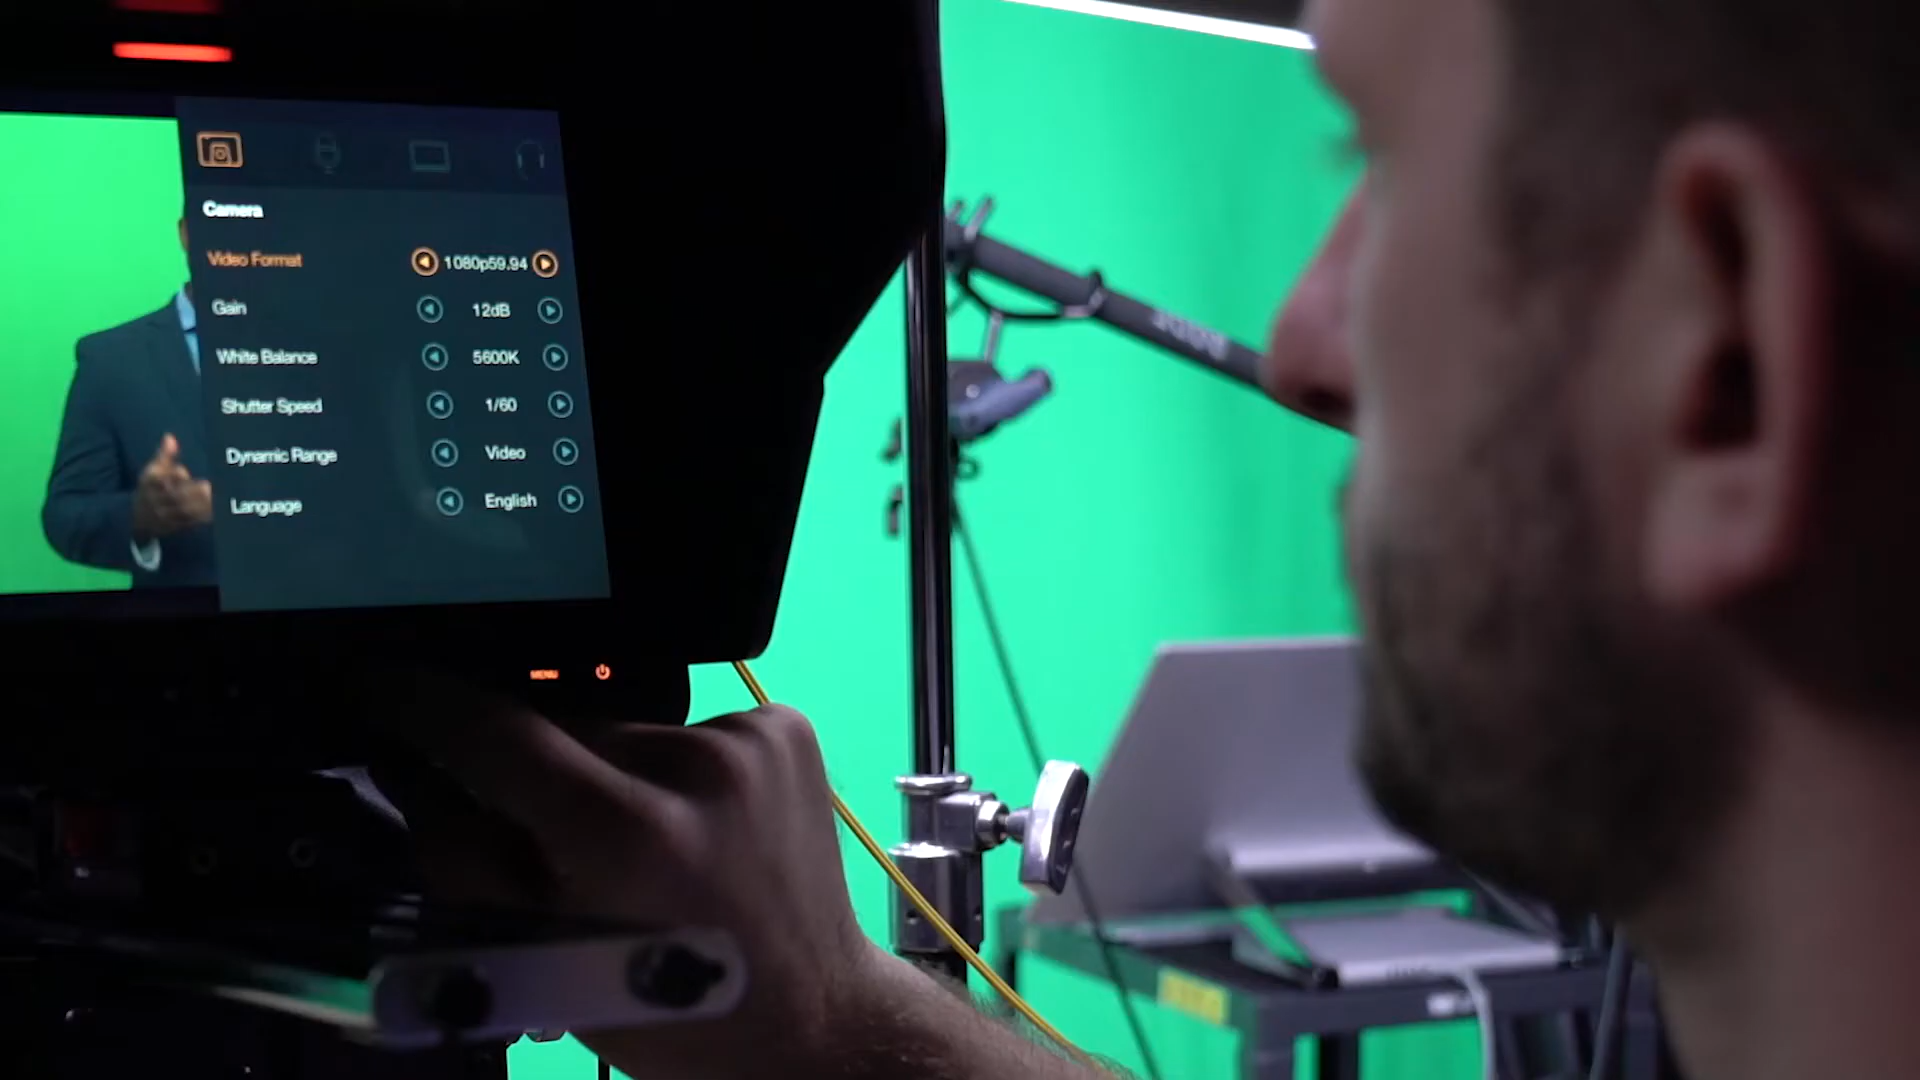 Camera
Video Format 1080p59.94
Gain 12dB
White Balance 5600K
Shutter Speed 1/60
Dynamic Range Video
Language English
MENU